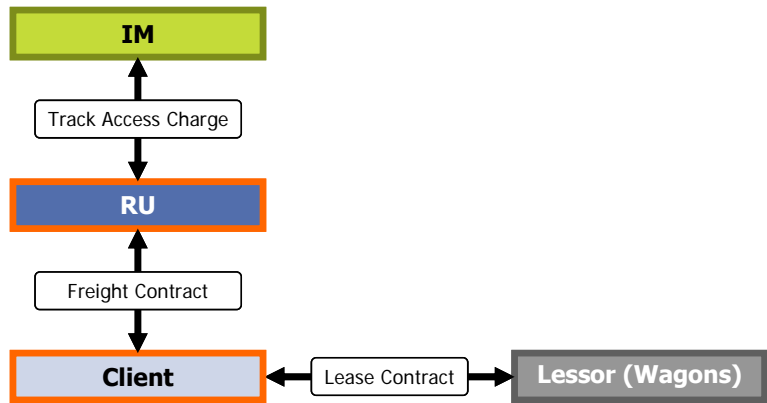 IM
Track Access Charge
RU
Freight Contract
Client
Lease Contract
Lessor (Wagons)